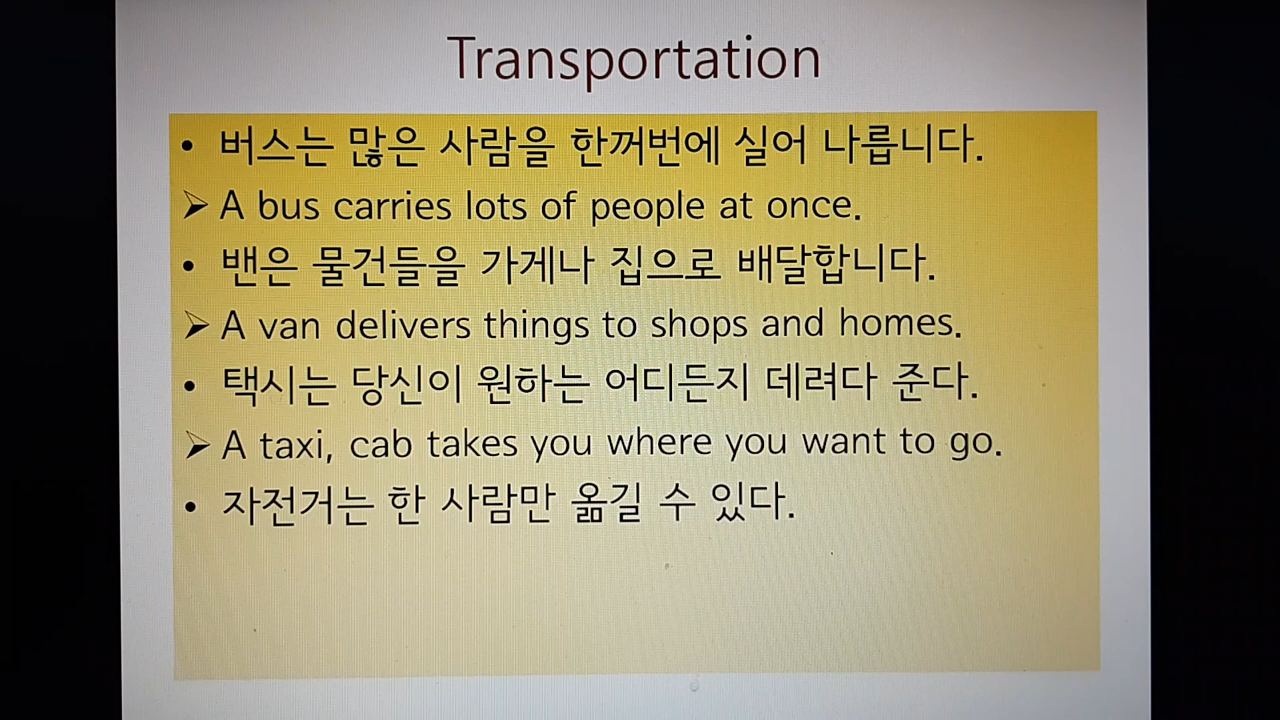 Transportation
• 버스는 많은 사람을 한꺼번에 실어 나릅니다.
➢ A bus carries lots of people at once.
• 밴은 물건들을 가게나 집으로 배달합니다.
➢ A van delivers things to shops and homes.
• 택시는 당신이 원하는 어디든지 데려다 준다.
➢ A taxi, cab takes you where you want to go.
• 자전거는 한 사람만 옮길 수 있다.